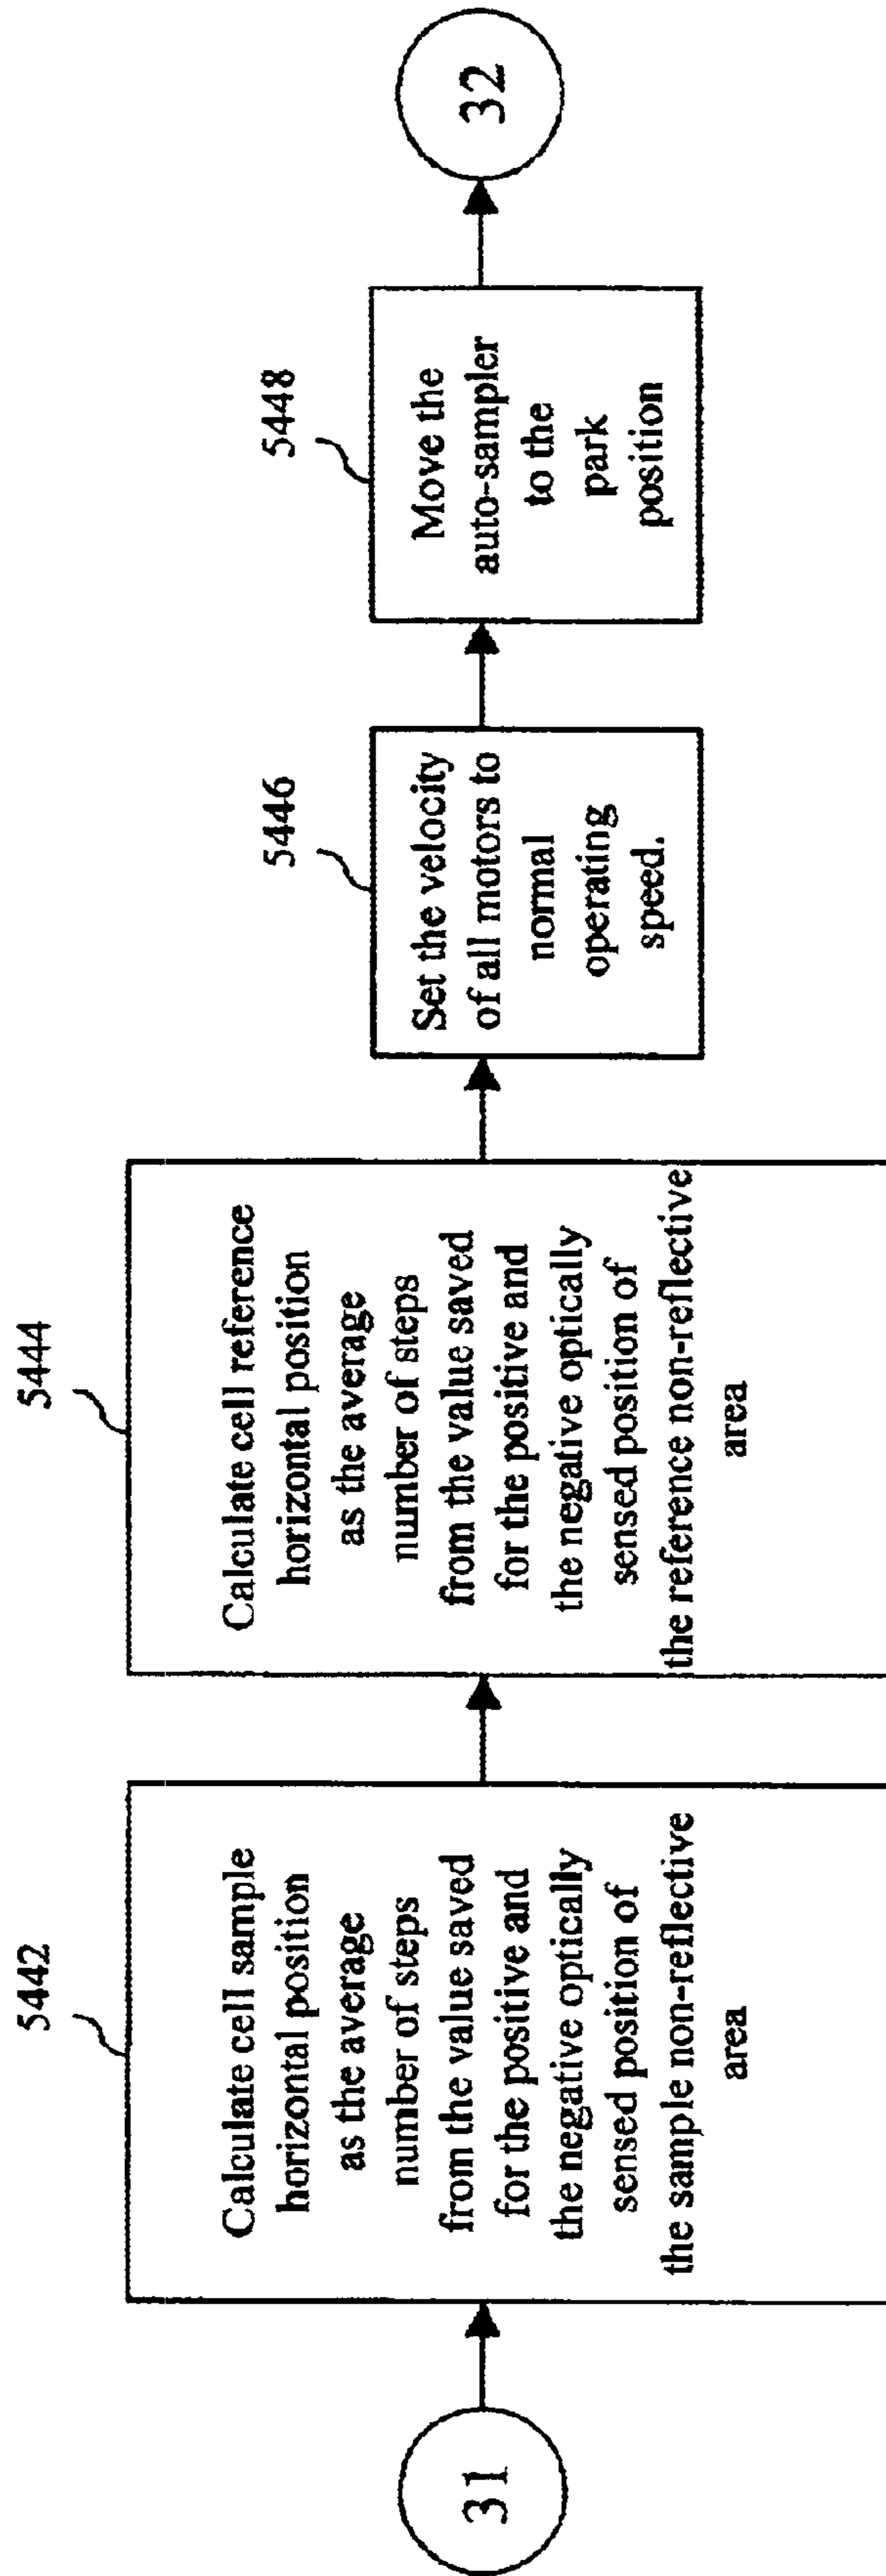 31
5442
Calculate cell sample
horizontal position
as the average
number of steps
from the value saved
for the positive and
the negative optically
sensed position of
the sample non-reflective
area
5444
Calculate cell reference
horizontal position
as the average
number of steps
from the value saved
for the positive and
the negative optically
sensed position of
the reference non-reflective
area
5446
Set the velocity
of all motors to
normal
operating
speed.
5448
Move the
auto-sampler
to the
park
position
32